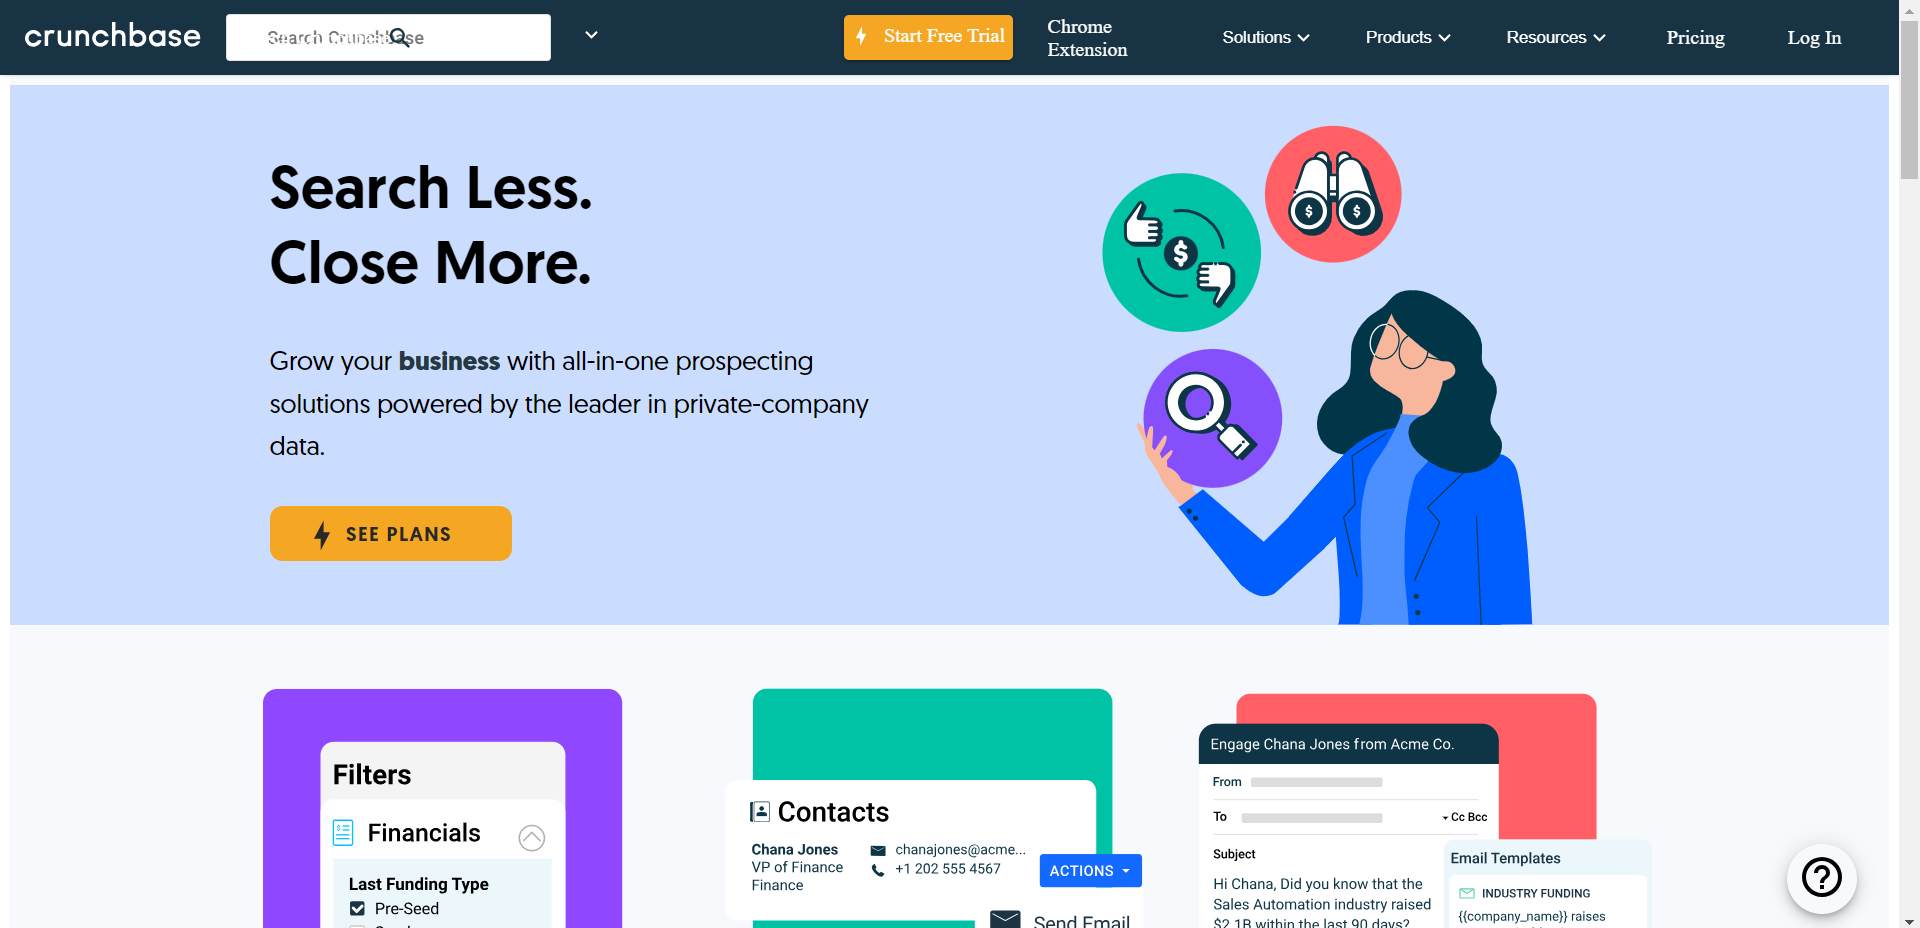 crunchbase
Search Crunchbase
Start Free Trial
Chrome
Extension
Solutions
Products
Resources
Pricing
Log In
Search Less.
Close More.
Grow your business with all-in-one prospecting
solutions powered by the leader in private-company
data.
SEE PLANS
Filters
Financials
Last Funding Type
Pre-Seed
Contacts
Chana Jones
VP of Finance
Finance
chanajones@acme...
+1 202 555 4567
ACTIONS
Send Email
Engage Chana Jones from Acme Co.
From
To
Cc Bcc
Subject
Hi Chana, Did you know that the
Sales Automation industry raised
$2.1B within the last 90 days?
Email Templates
INDUSTRY FUNDING
{{company_name}} raises